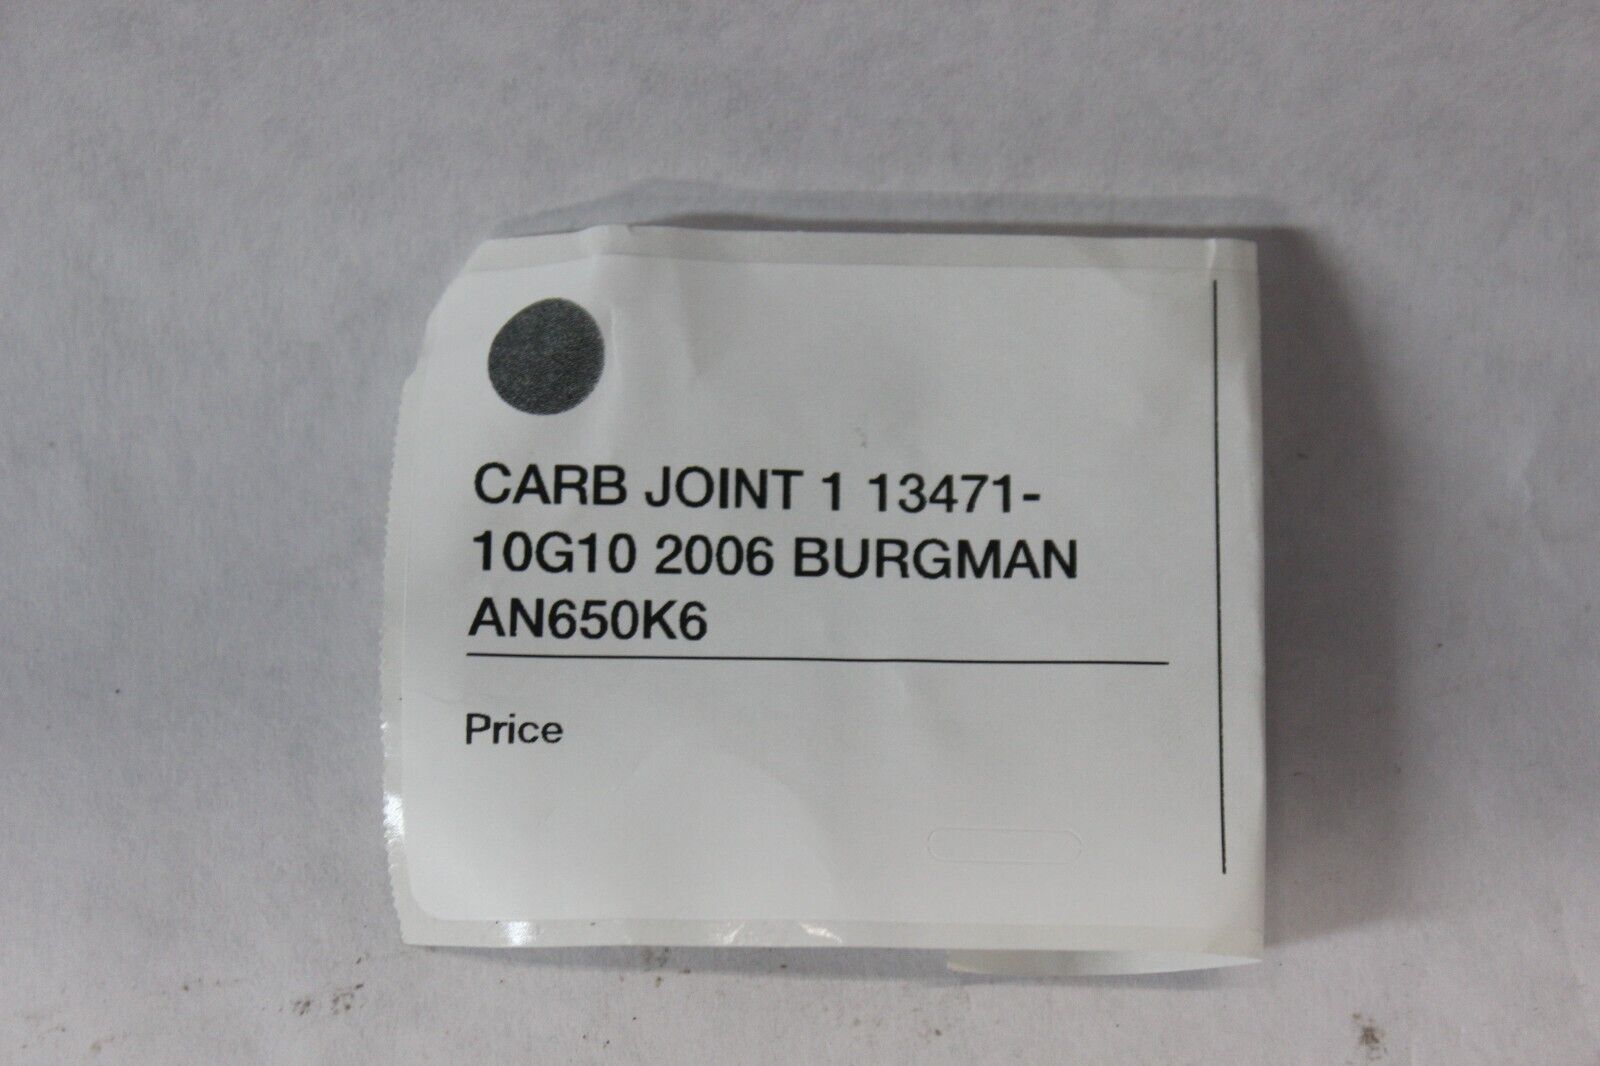 CARB JOINT 1 13471-
10G10 2006 BURGMAN
AN650K6
Price